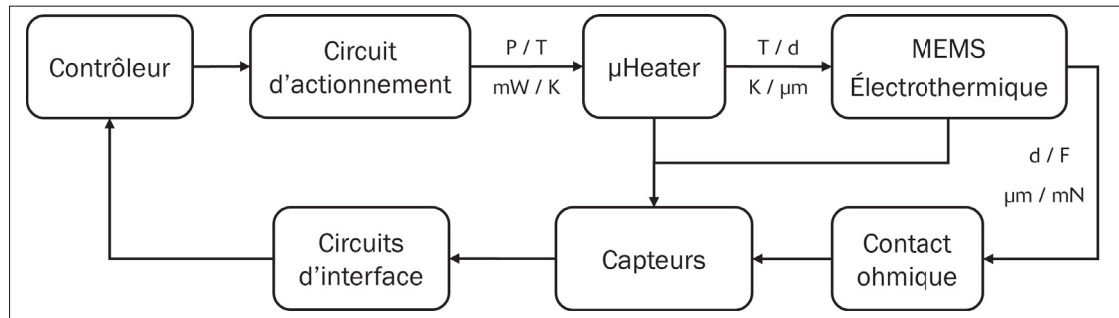 Contrôleur
Circuit
d'actionnement
P / T
mW / K
µHeater
T / d
K / µm
MEMS
Électrothermique
d / F
µm / mN
Circuits
d'interface
Capteurs
Contact
ohmique